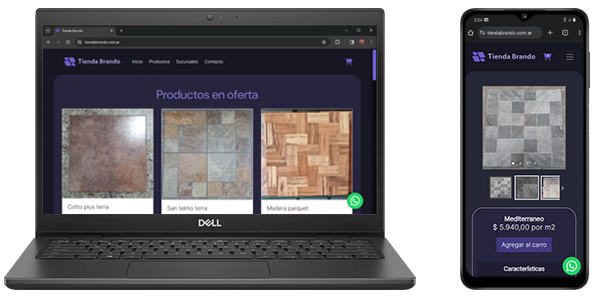 Tienda Brando
tiendabrando.com.ar
Tienda Brando
Inicio
Productos
Sucursales
Contacto
Productos en oferta
Cotto plus terra
San telmo terra
Madera parquet
DELL
tiendabrando.com.ar
Tienda Brando
Mediterraneo
$ 5.940,00 por m2
Agregar al carro
Características